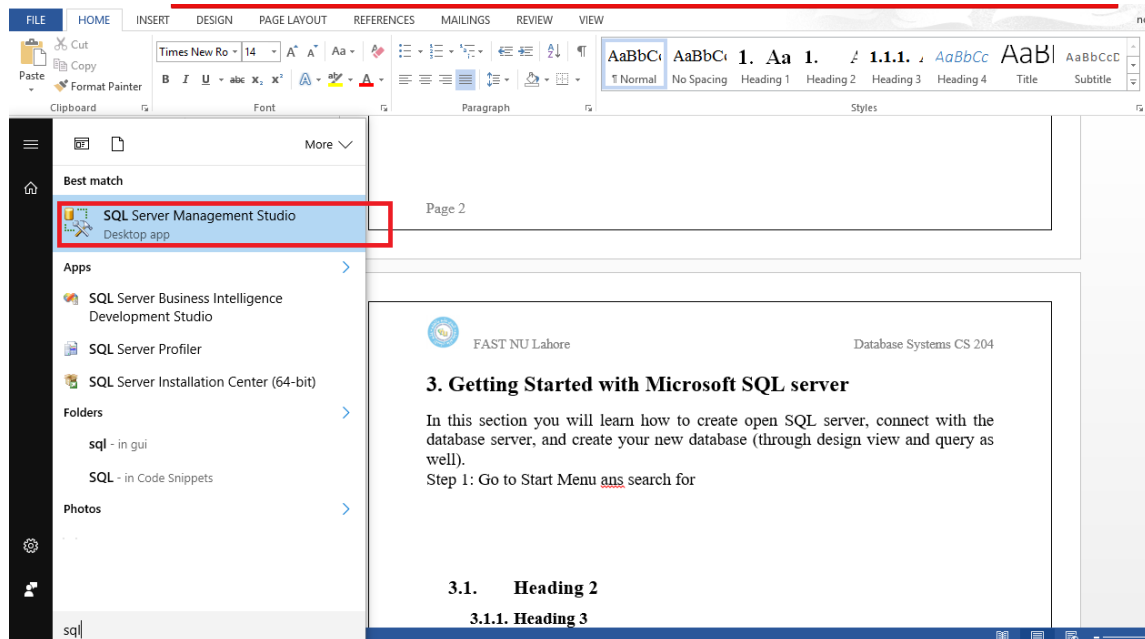 FILE HOME INSERT DESIGN PAGE LAYOUT REFERENCES MAILINGS REVIEW VIEW
Cut
Copy
Format Painter
Paste
Clipboard
Times New Ro 14
Font
Paragraph
AaBbCc AaBbCc 1. Aa 1. AaBbCc AaBbCcD
¶ Normal No Spacing Heading 1 Heading 2 Heading 3 Heading 4 Title Subtitle
Styles
More
Best match
SQL Server Management Studio
Desktop app
Apps
SQL Server Business Intelligence
Development Studio
SQL Server Profiler
SQL Server Installation Center (64-bit)
Folders
sql - in gui
SQL - in Code Snippets
Photos
sql
Page 2
FAST NU Lahore Database Systems CS 204
3. Getting Started with Microsoft SQL server
In this section you will learn how to create open SQL server, connect with the
database server, and create your new database (through design view and query as
well).
Step 1: Go to Start Menu ans search for
3.1. Heading 2
3.1.1. Heading 3